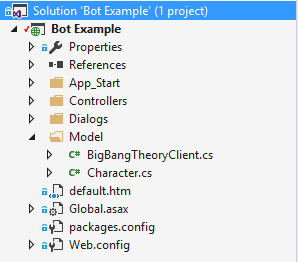 Solution 'Bot Example' (1 project)
Bot Example
Properties
References
App_Start
Controllers
Dialogs
Model
C# BigBangTheoryClient.cs
C# Character.cs
default.htm
Global.asax
packages.config
Web.config